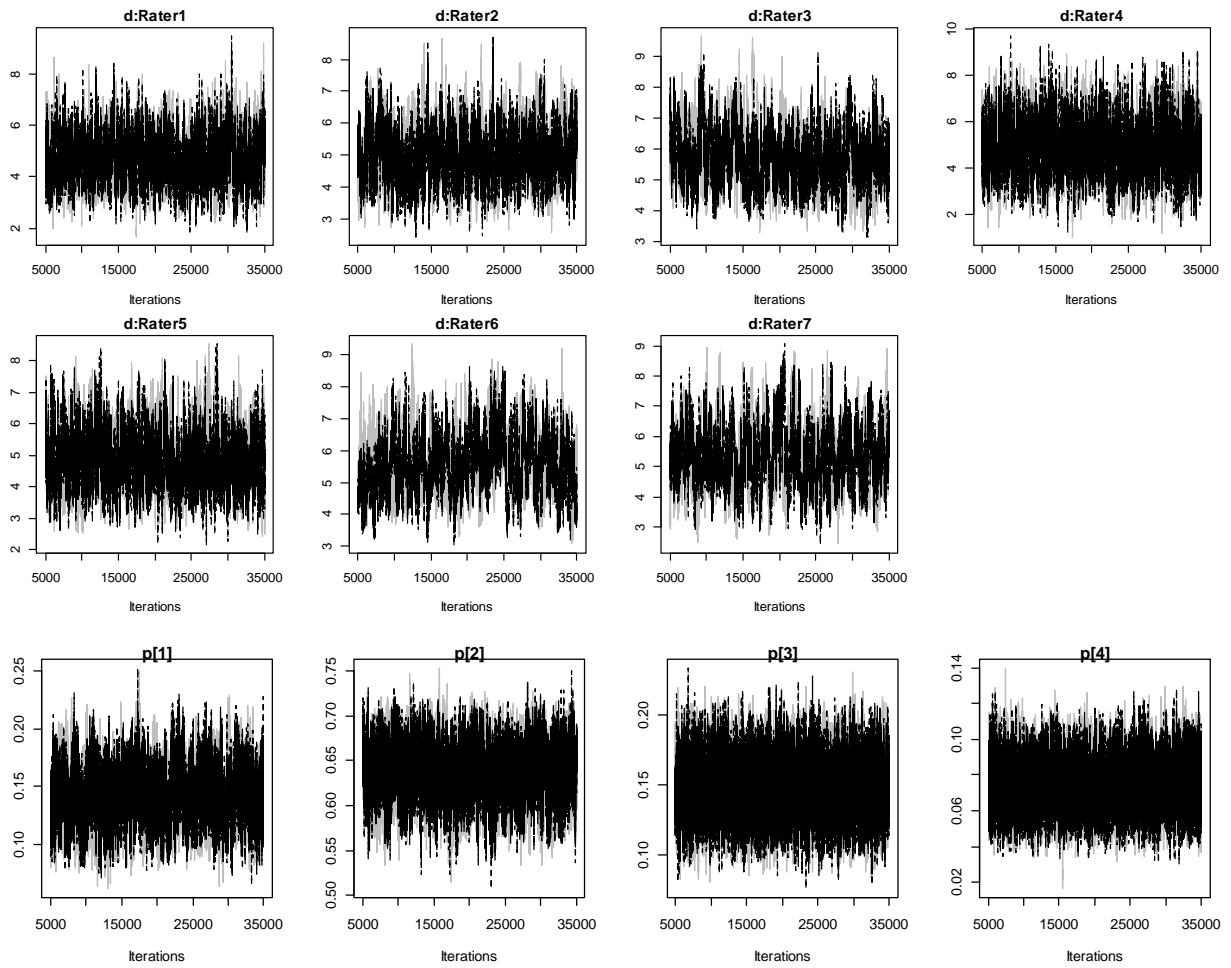 d:Rater1
8
6
4
2
5000 15000 25000 35000
Iterations
d:Rater2
8
7
6
5
4
3
5000 15000 25000 35000
Iterations
d:Rater3
9
8
7
6
5
4
3
5000 15000 25000 35000
Iterations
d:Rater4
10
8
6
4
2
5000 15000 25000 35000
Iterations
d:Rater5
8
7
6
5
4
3
2
5000 15000 25000 35000
Iterations
d:Rater6
9
8
7
6
5
4
3
5000 15000 25000 35000
Iterations
d:Rater7
9
8
7
6
5
4
3
5000 15000 25000 35000
Iterations
p[1]
0.25
0.20
0.15
0.10
5000 15000 25000 35000
Iterations
p[2]
0.75
0.70
0.65
0.60
0.55
0.50
5000 15000 25000 35000
Iterations
p[3]
0.20
0.15
0.10
5000 15000 25000 35000
Iterations
p[4]
0.14
0.10
0.06
0.02
5000 15000 25000 35000
Iterations